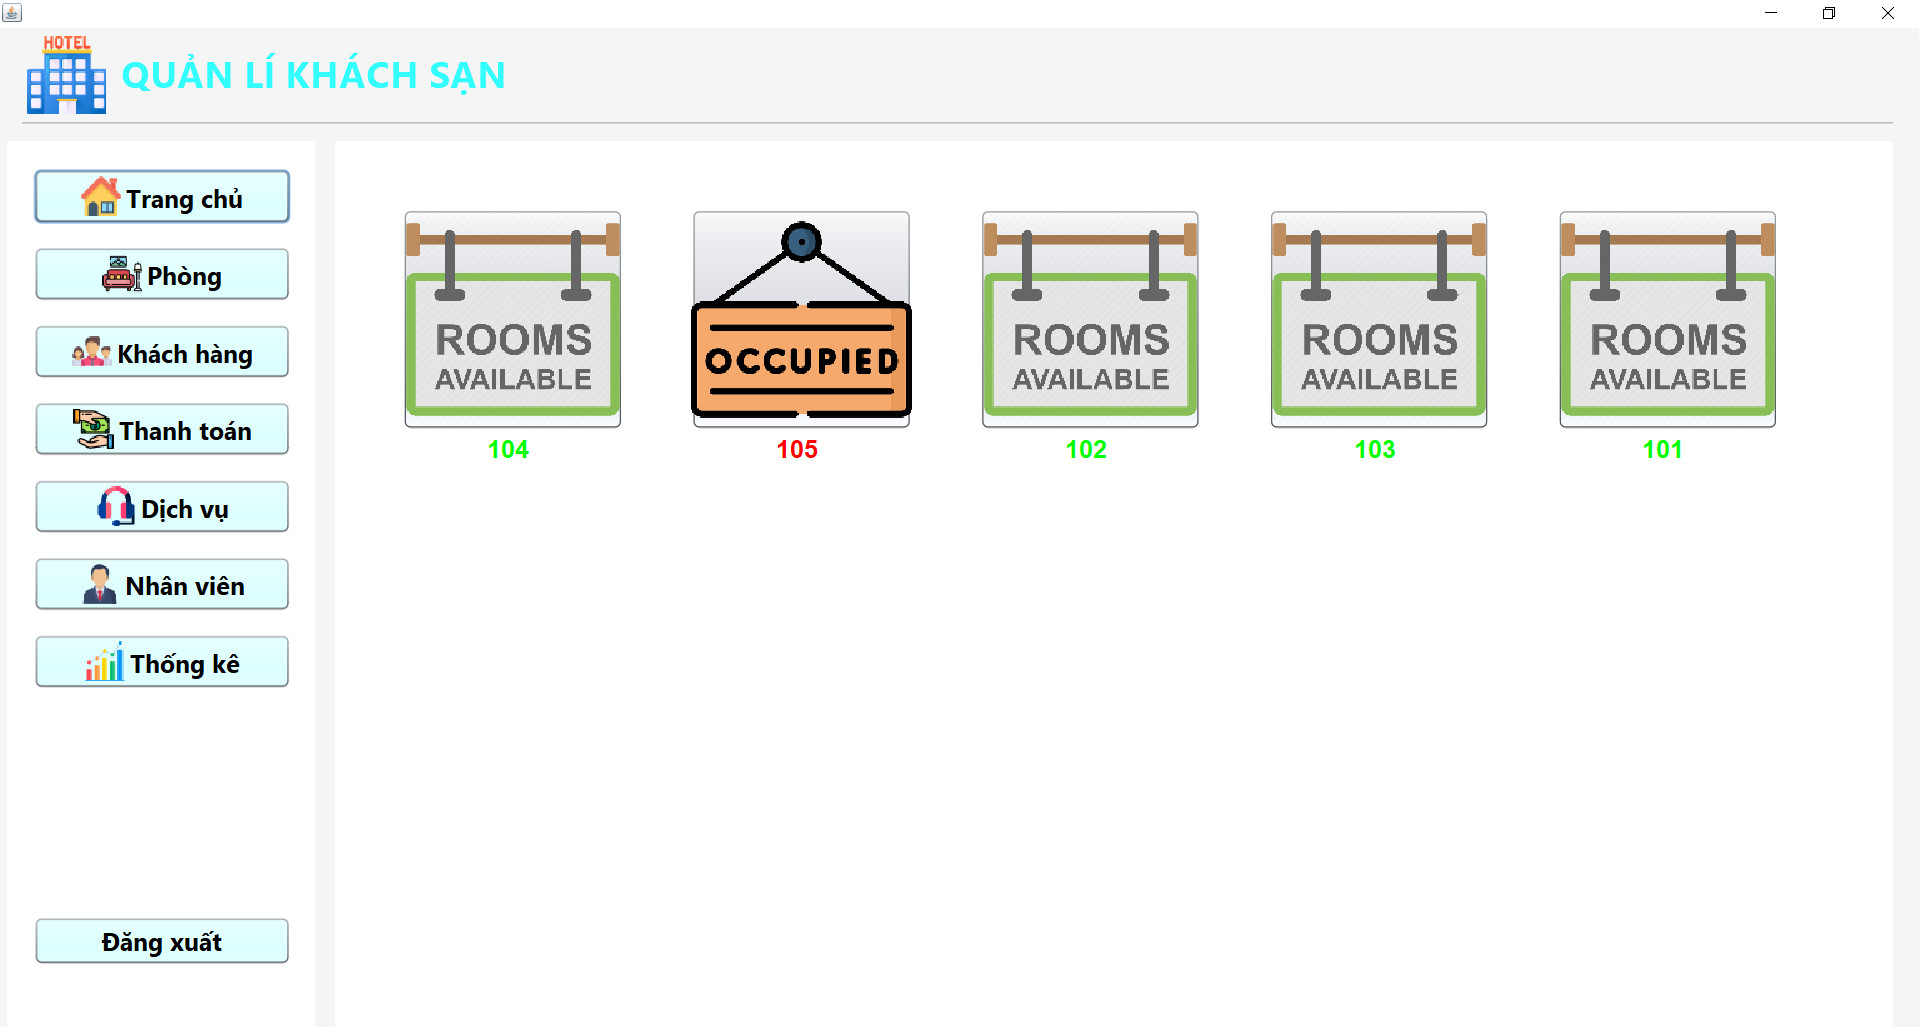 HOTEL
QUẢN LÍ KHÁCH SẠN
Trang chủ
Phòng
Khách hàng
Thanh toán
Dịch vụ
Nhân viên
Thống kê
Đăng xuất
ROOMS
AVAILABLE
104
OCCUPIED
105
ROOMS
AVAILABLE
102
ROOMS
AVAILABLE
103
ROOMS
AVAILABLE
101